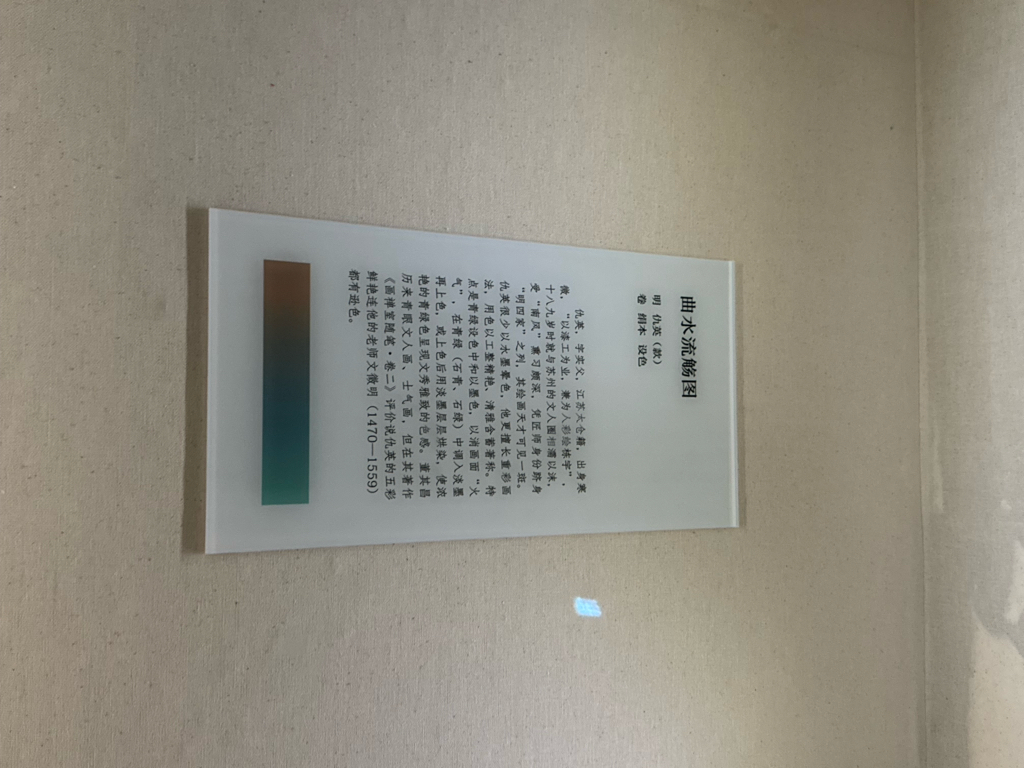 曲水流觞图
明 仇英（款）
卷 绢本 设色
仇英，字实父，江苏太仓籍，出身寒
微，“以漆工为业，兼为人彩绘栋宇”，
十八九岁时就与苏州的文人圈相濡以沫，
受“南风”熏习颇深，凭匠师身份跻身
“明四家”之列，其绘画天才可见一斑。
仇英很少以水墨晕色，他更擅长重彩画
法，用色以工整精艳、清雅含蓄著称，特
点是青绿设色中和以墨色，以消画面“火
气”，在青绿（石青、石绿）中调入淡墨
再上色，或上色后用淡墨层层烘染，使浓
艳的青绿色呈现文秀雅致的色感。董其昌
历来青眼文人画、士气画，但在其著作
《画禅室随笔·卷二》评价说仇英的五彩
鲜艳连他的老师文徵明（1470—1559）
都有逊色。